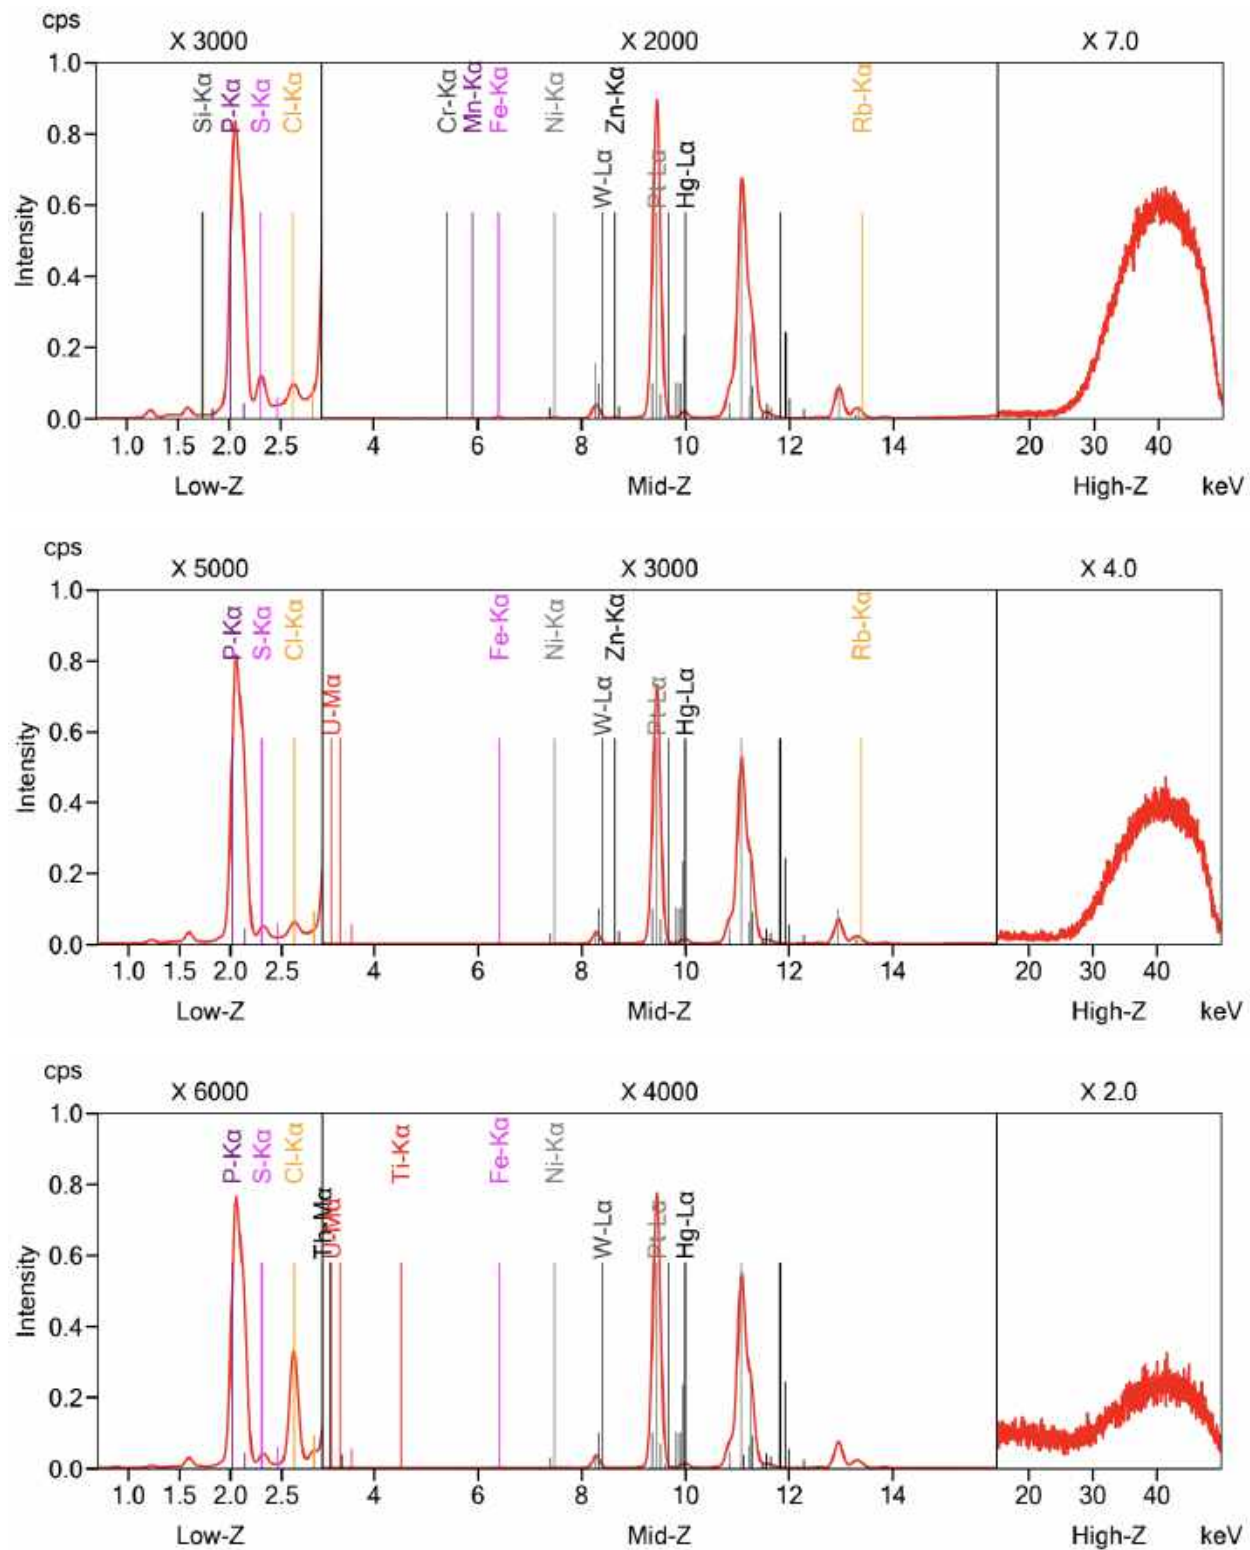 cps
X 3000 X 2000 X 7.0
1.0
Si-Kα P-Kα S-Kα Cl-Kα Cr-Kα Mn-Kα Fe-Kα Ni-Kα Zn-Kα Rb-Kα
0.8
W-Lα Pt-Lα Hg-Lα
0.6
Intensity
0.4
0.2
0.0
1.0 1.5 2.0 2.5 4 6 8 10 12 14 20 30 40
Low-Z Mid-Z High-Z keV
cps
X 5000 X 3000 X 4.0
1.0
P-Kα S-Kα Cl-Kα Fe-Kα Ni-Kα Zn-Kα Rb-Kα
0.8
U-Mα W-Lα Pt-Lα Hg-Lα
0.6
Intensity
0.4
0.2
0.0
1.0 1.5 2.0 2.5 4 6 8 10 12 14 20 30 40
Low-Z Mid-Z High-Z keV
cps
X 6000 X 4000 X 2.0
1.0
P-Kα S-Kα Cl-Kα Ti-Kα Fe-Kα Ni-Kα
0.8
Th-Mα U-Mα W-Lα Pt-Lα Hg-Lα
0.6
Intensity
0.4
0.2
0.0
1.0 1.5 2.0 2.5 4 6 8 10 12 14 20 30 40
Low-Z Mid-Z High-Z keV